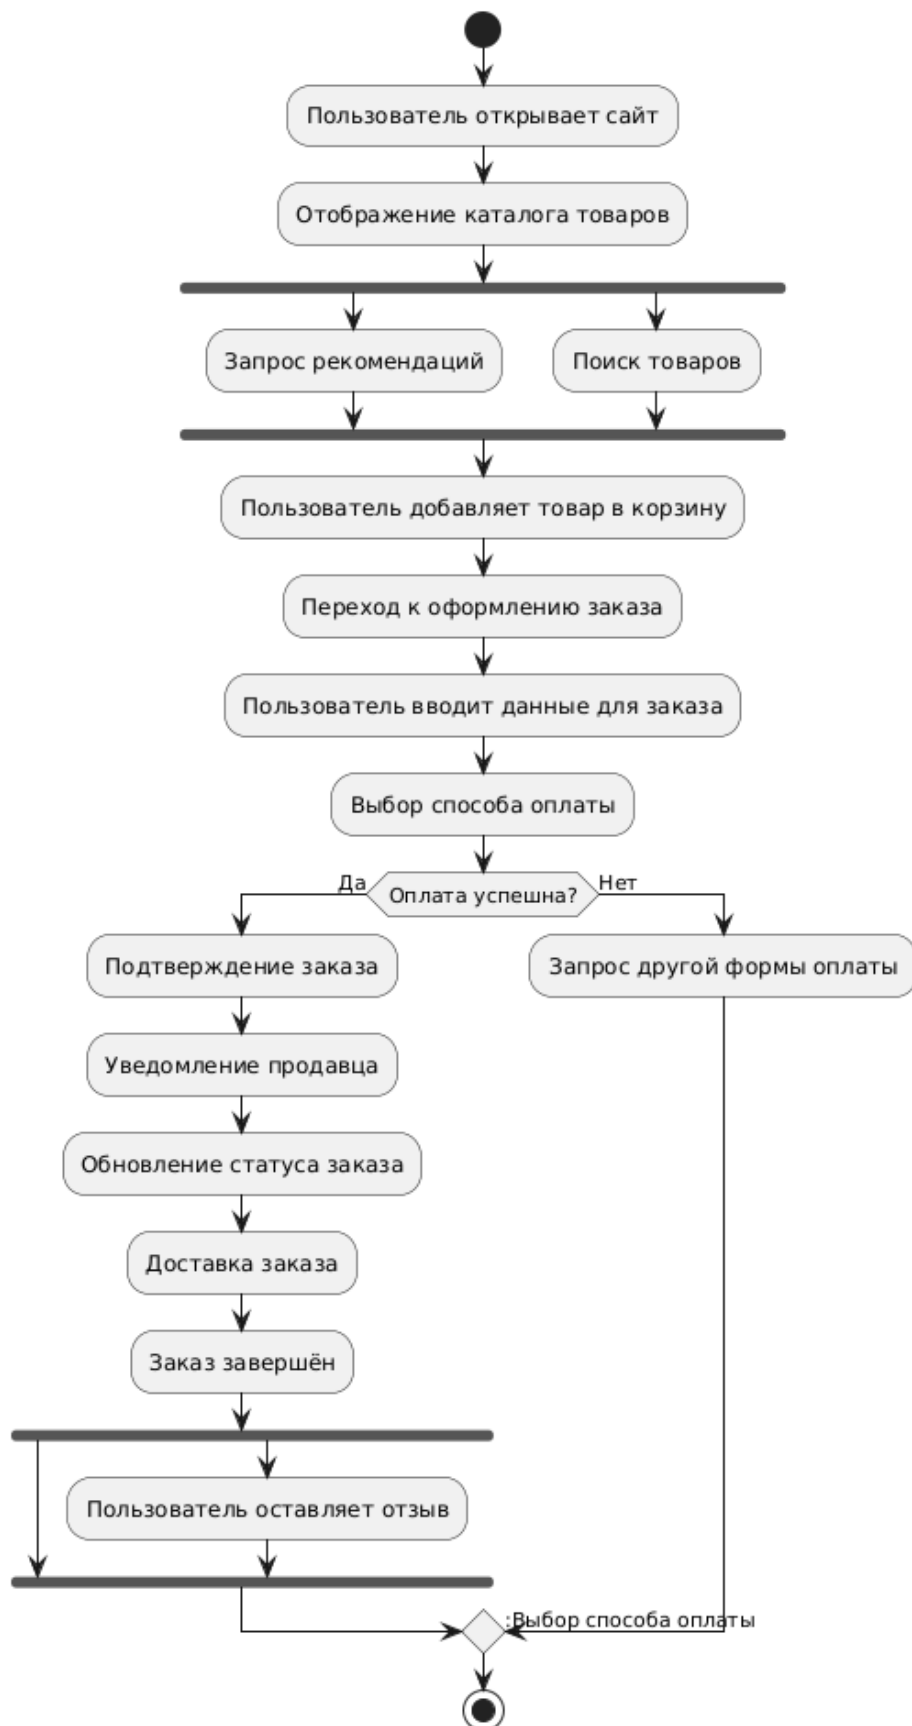 Пользователь открывает сайт
Отображение каталога товаров
Запрос рекомендаций
Поиск товаров
Пользователь добавляет товар в корзину
Переход к оформлению заказа
Пользователь вводит данные для заказа
Выбор способа оплаты
Да
Оплата успешна?
Нет
Подтверждение заказа
Запрос другой формы оплаты
Уведомление продавца
Обновление статуса заказа
Доставка заказа
Заказ завершён
Пользователь оставляет отзыв
:Выбор способа оплаты